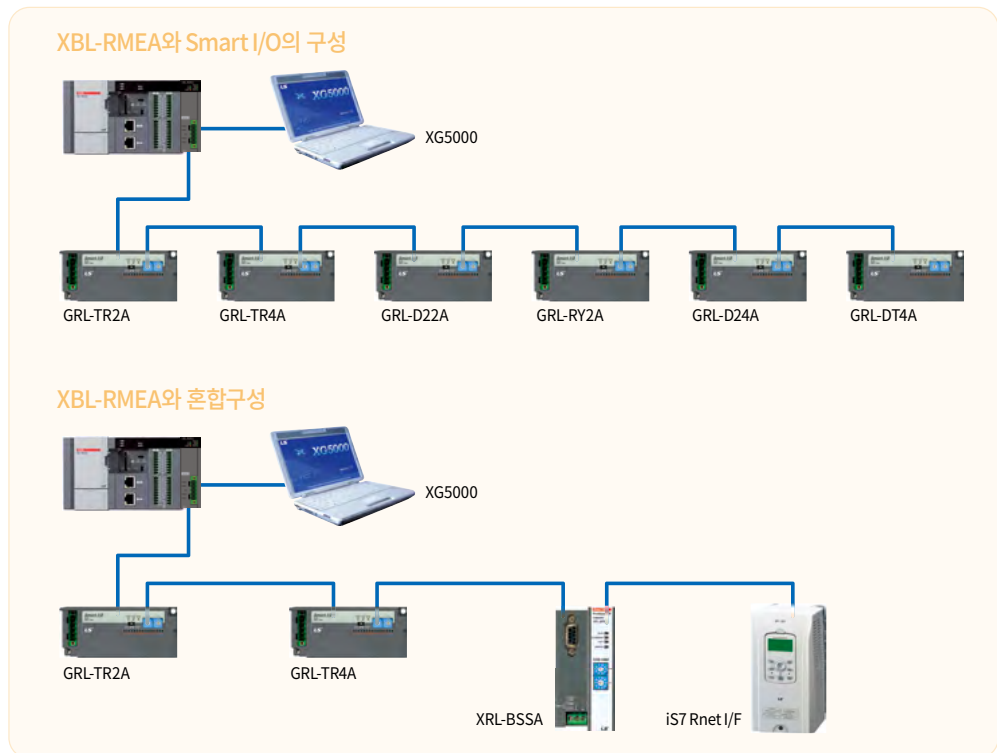 XBL-RMEA와 Smart I/O의 구성
XG5000
XG5000
GRL-TR2A
GRL-TR4A
GRL-D22A
GRL-RY2A
GRL-D24A
GRL-DT4A
XBL-RMEA와 혼합구성
XG5000
XG5000
GRL-TR2A
GRL-TR4A
XRL-BSSA
iS7 Rnet I/F